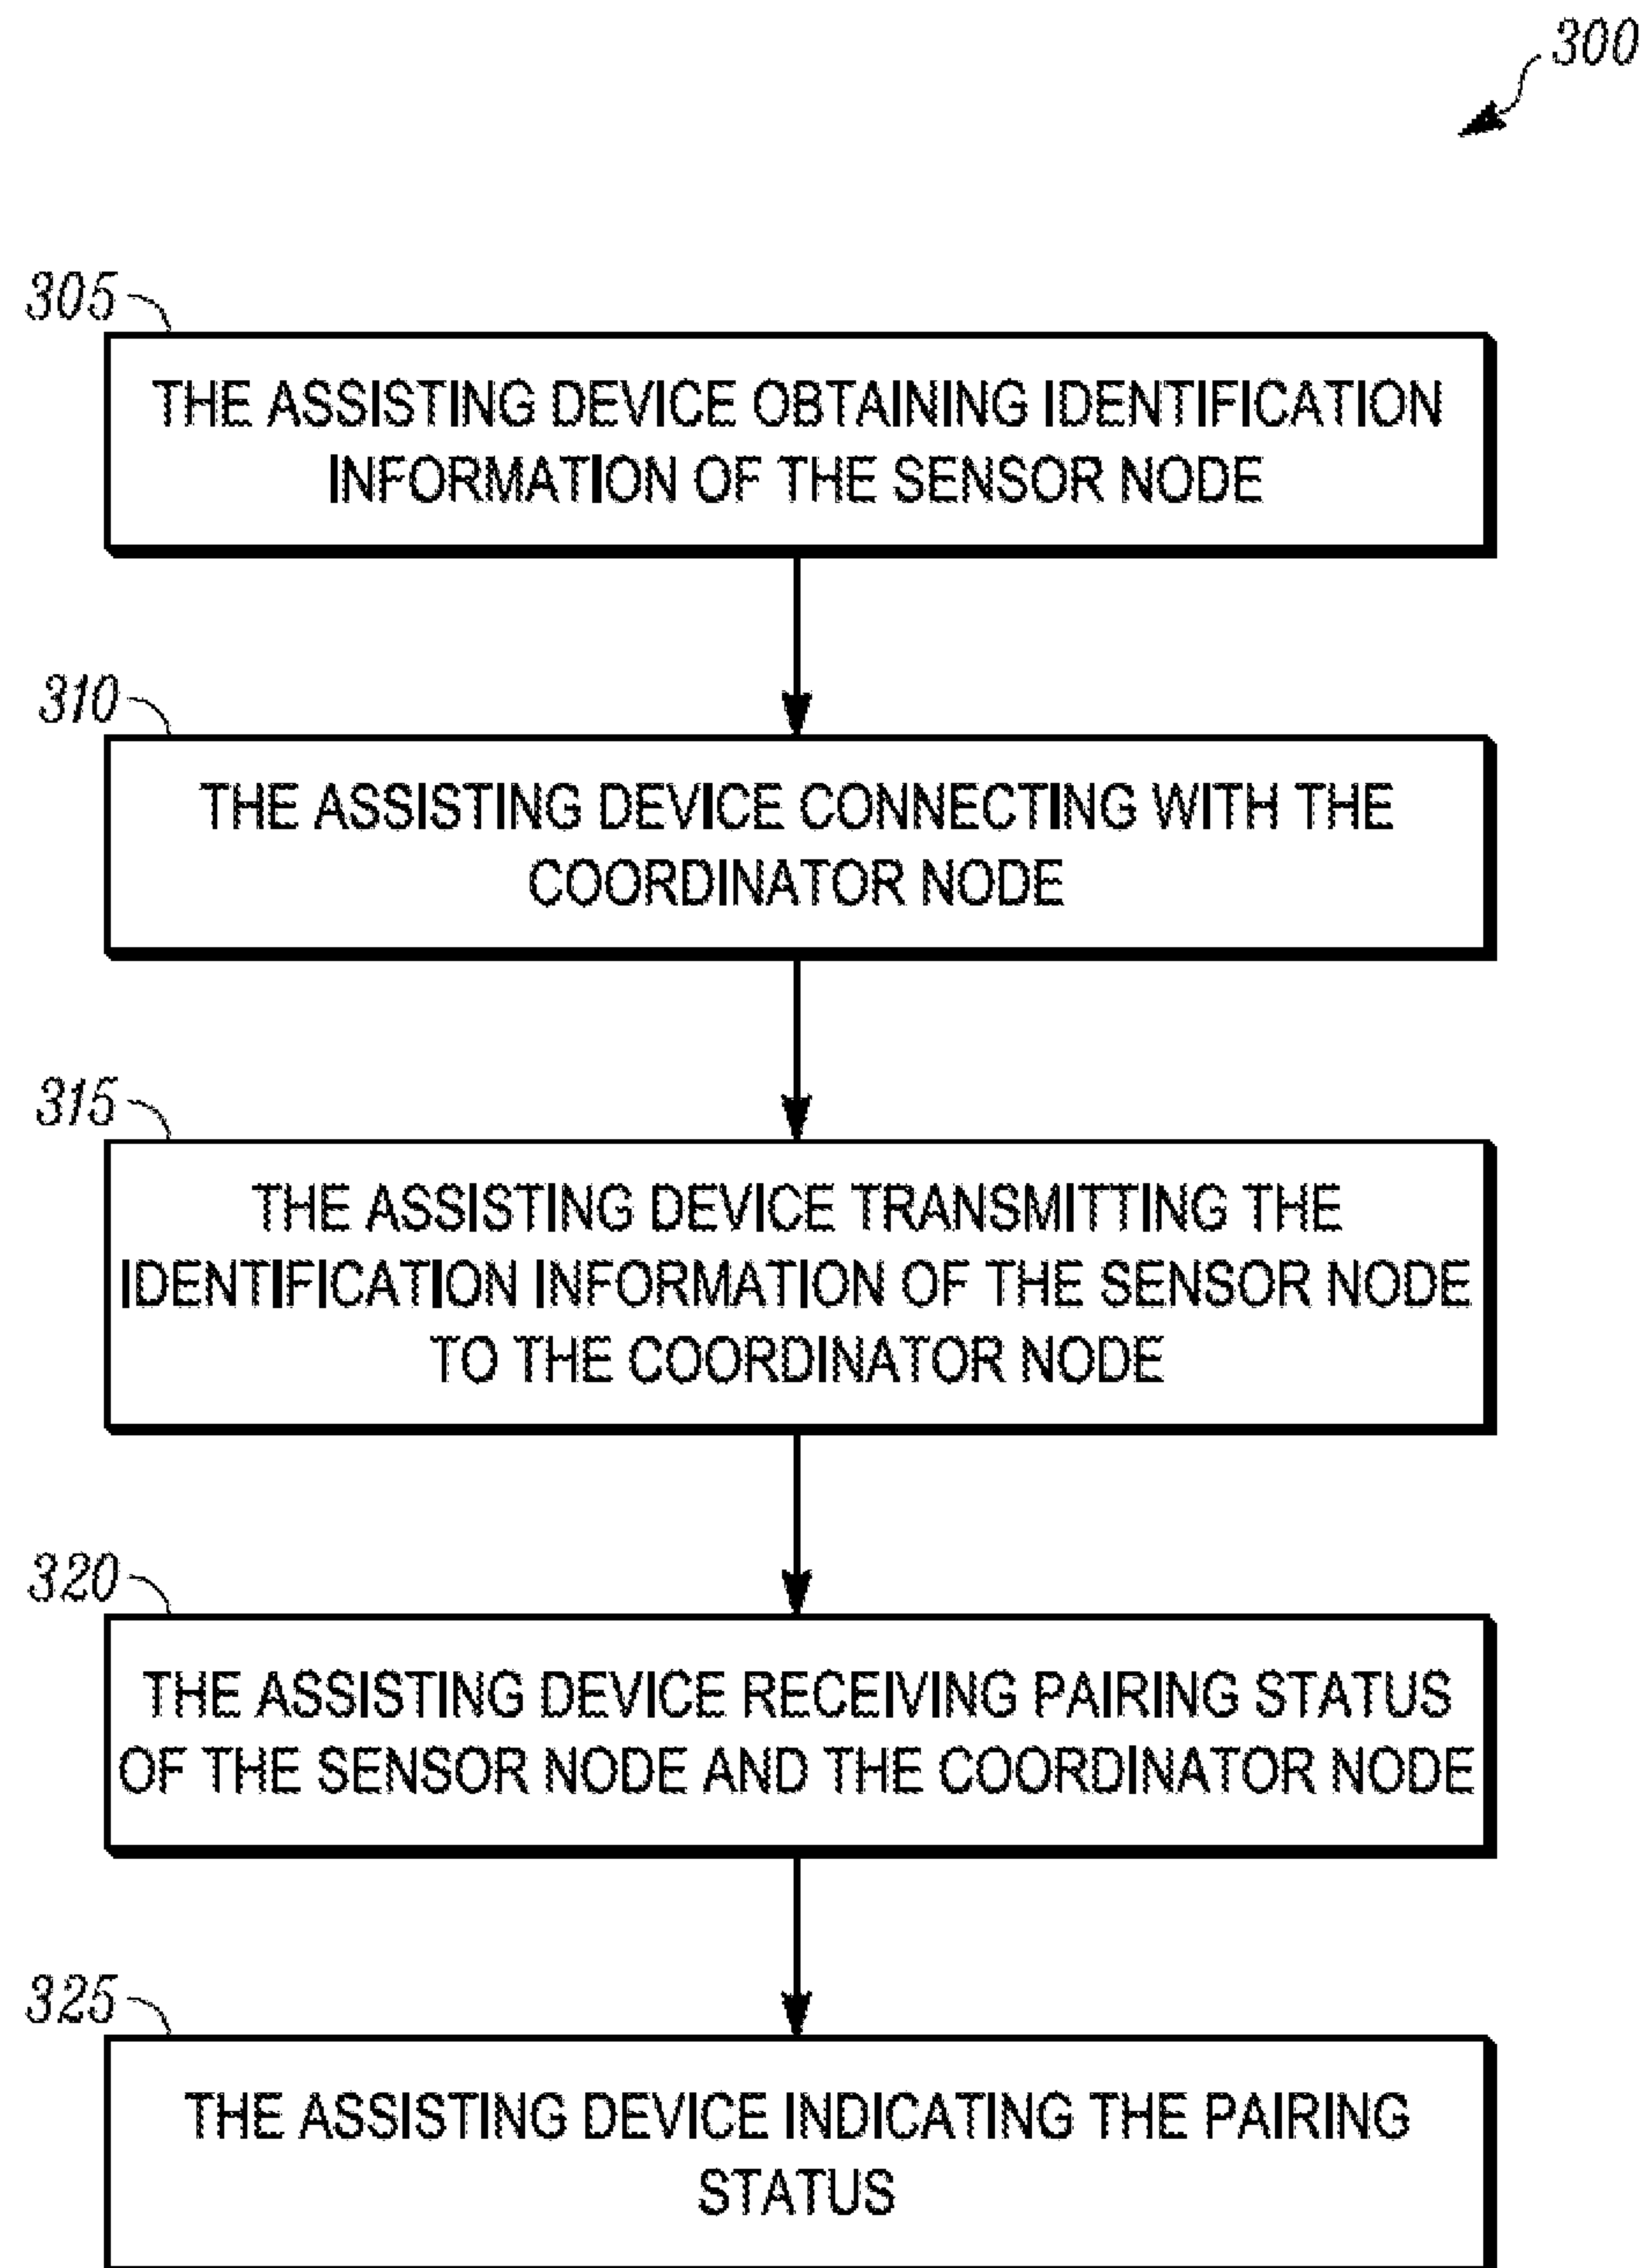 300
305
THE ASSISTING DEVICE OBTAINING IDENTIFICATION
INFORMATION OF THE SENSOR NODE
310
THE ASSISTING DEVICE CONNECTING WITH THE
COORDINATOR NODE
315
THE ASSISTING DEVICE TRANSMITTING THE
IDENTIFICATION INFORMATION OF THE SENSOR NODE
TO THE COORDINATOR NODE
320
THE ASSISTING DEVICE RECEIVING PAIRING STATUS
OF THE SENSOR NODE AND THE COORDINATOR NODE
325
THE ASSISTING DEVICE INDICATING THE PAIRING
STATUS